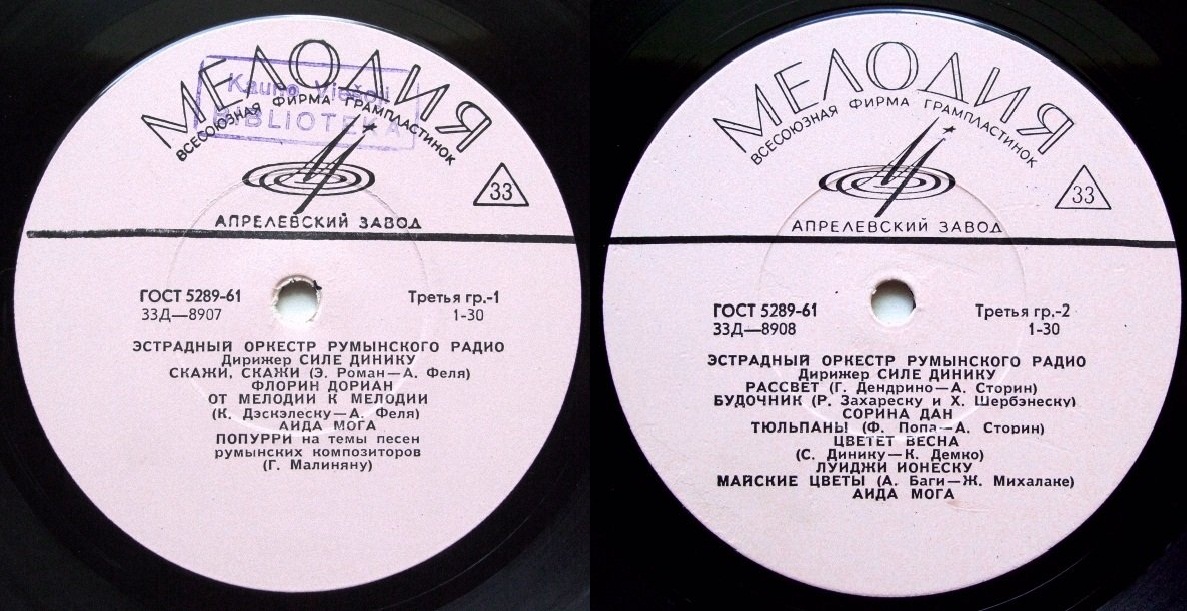 МЕЛОДИЯ
ВСЕСОЮЗНАЯ ФИРМА ГРАМПЛАСТИНОК
Kauno Viešoji
BIBLIOTEKA
33
АПРЕЛЕВСКИЙ ЗАВОД
ГОСТ 5289-61 Третья гр.-1
33Д—8907 1-30
ЭСТРАДНЫЙ ОРКЕСТР РУМЫНСКОГО РАДИО
Дирижер СИЛЕ ДИНИКУ
СКАЖИ, СКАЖИ (Э. Роман—А. Феля)
ФЛОРИН ДОРИАН
ОТ МЕЛОДИИ К МЕЛОДИИ
(К. Дэскэлеску—А. Феля)
АИДА МОГА
ПОПУРРИ на темы песен
румынских композиторов
(Г. Малиняну)
МЕЛОДИЯ
ВСЕСОЮЗНАЯ ФИРМА ГРАМПЛАСТИНОК
33
АПРЕЛЕВСКИЙ ЗАВОД
ГОСТ 5289-61 Третья гр.-2
33Д—8908 1-30
ЭСТРАДНЫЙ ОРКЕСТР РУМЫНСКОГО РАДИО
Дирижер СИЛЕ ДИНИКУ
РАССВЕТ (Г. Дендрино—А. Сторин)
БУДОЧНИК (Р. Захареску и Х. Шербэнеску)
СОРИНА ДАН
ТЮЛЬПАНЫ (Ф. Попа—А. Сторин)
ЦВЕТЕТ ВЕСНА
(С. Динику—К. Демко)
ЛУИДЖИ ИОНЕСКУ
МАЙСКИЕ ЦВЕТЫ (А. Баги—Ж. Михалаке)
АИДА МОГА